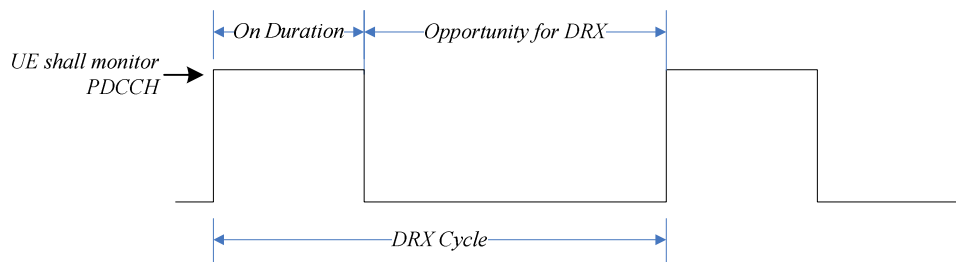 On Duration
Opportunity for DRX
UE shall monitor
PDCCH
DRX Cycle